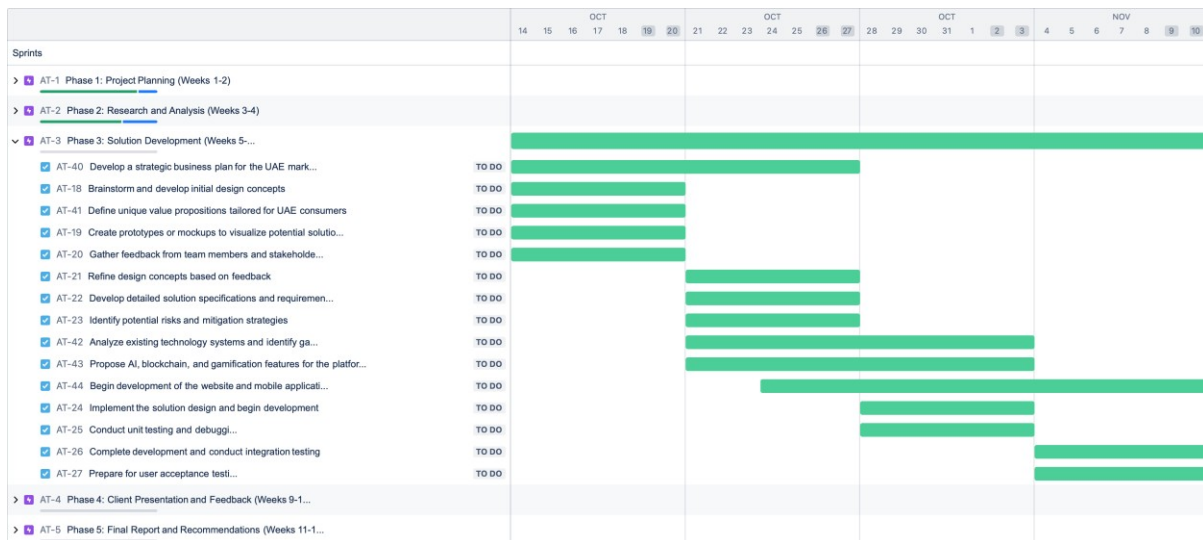 OCT OCT OCT NOV
14 15 16 17 18 19 20 21 22 23 24 25 26 27 28 29 30 31 1 2 3 4 5 6 7 8 9 10
Sprints
AT-1 Phase 1: Project Planning (Weeks 1-2)
AT-2 Phase 2: Research and Analysis (Weeks 3-4)
AT-3 Phase 3: Solution Development (Weeks 5-...
AT-40 Develop a strategic business plan for the UAE mark... TO DO
AT-18 Brainstorm and develop initial design concepts TO DO
AT-41 Define unique value propositions tailored for UAE consumers TO DO
AT-19 Create prototypes or mockups to visualize potential solutio... TO DO
AT-20 Gather feedback from team members and stakeholde... TO DO
AT-21 Refine design concepts based on feedback TO DO
AT-22 Develop detailed solution specifications and requiremen... TO DO
AT-23 Identify potential risks and mitigation strategies TO DO
AT-42 Analyze existing technology systems and identify ga... TO DO
AT-43 Propose AI, blockchain, and gamification features for the platfor... TO DO
AT-44 Begin development of the website and mobile applicati... TO DO
AT-24 Implement the solution design and begin development TO DO
AT-25 Conduct unit testing and debuggi... TO DO
AT-26 Complete development and conduct integration testing TO DO
AT-27 Prepare for user acceptance testi... TO DO
AT-4 Phase 4: Client Presentation and Feedback (Weeks 9-1...
AT-5 Phase 5: Final Report and Recommendations (Weeks 11-1...